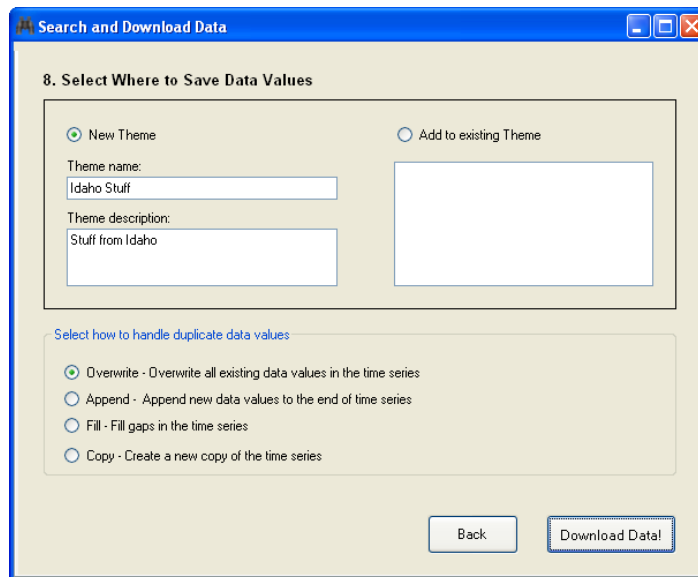 Search and Download Data
8. Select Where to Save Data Values
New Theme
Add to existing Theme
Theme name:
Idaho Stuff
Theme description:
Stuff from Idaho
Select how to handle duplicate data values
Overwrite - Overwrite all existing data values in the time series
Append - Append new data values to the end of time series
Fill - Fill gaps in the time series
Copy - Create a new copy of the time series
Back
Download Data!